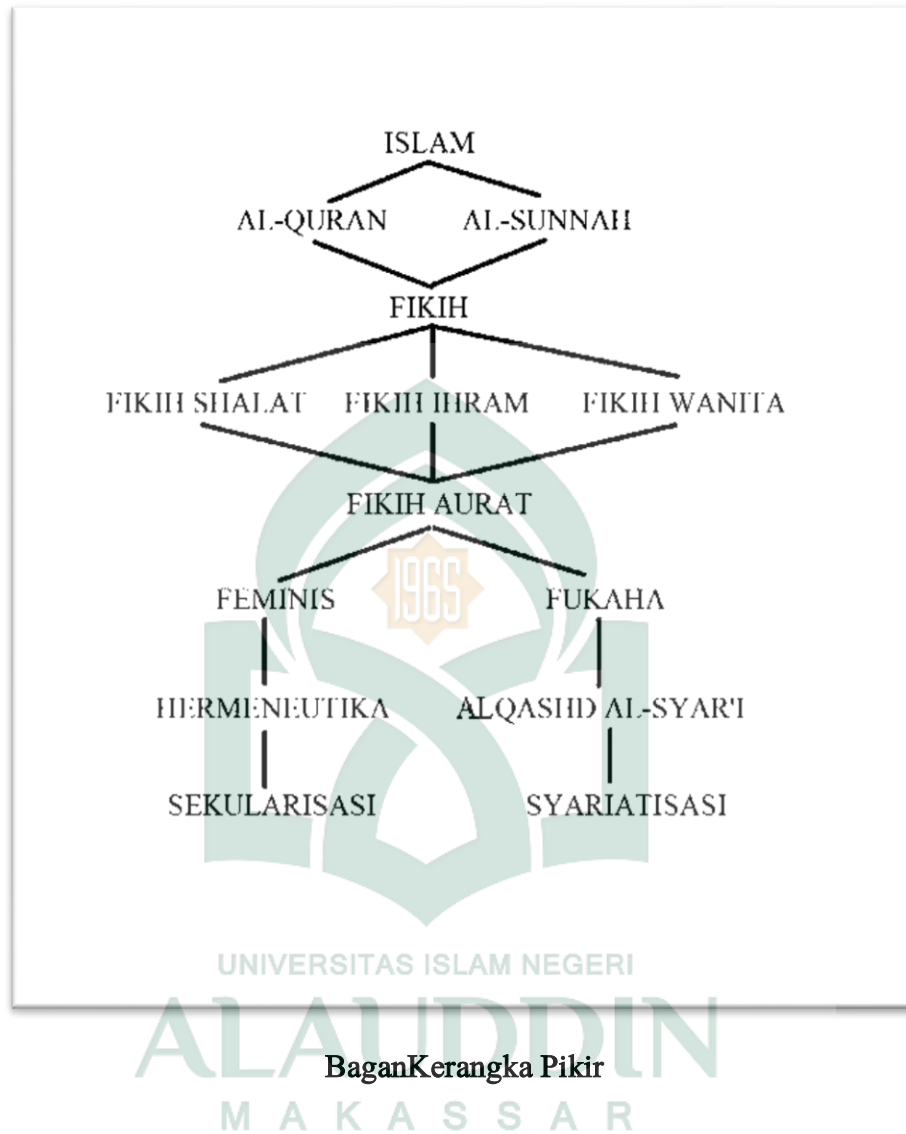 ISLAM
AL-QURAN AL-SUNNAH
FIKIH
FIKIH SHALAT FIKIH IHRAM FIKIH WANITA
FIKIH AURAT
1965
FEMINIS FUKAHA
HERMENEUTIKA ALQASHD AL-SYAR'I
SEKULARISASI SYARIATISASI
UNIVERSITAS ISLAM NEGERI
ALAUDDIN
BaganKerangka Pikir
MAKASSAR